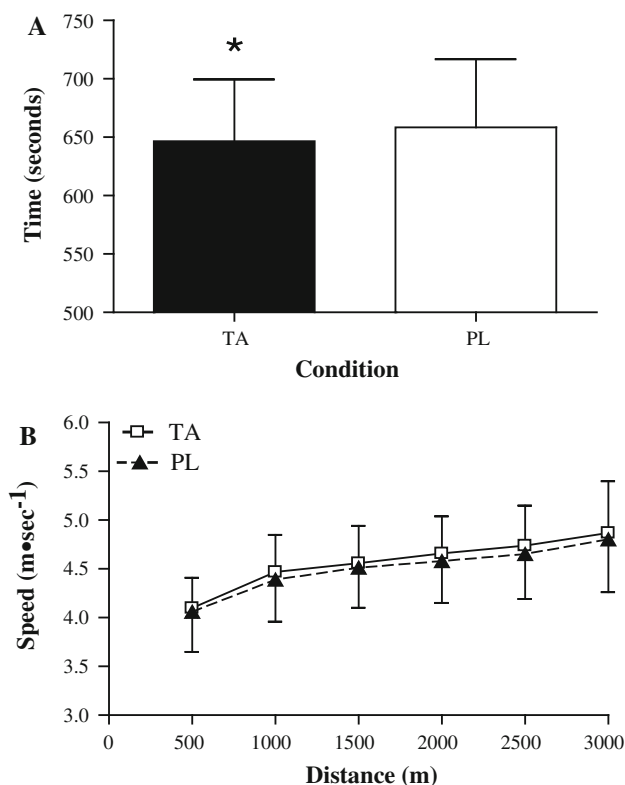 A
*
750
700
650
600
550
500
Time (seconds)
TA PL
Condition
B
TA
PL
6.0
5.5
5.0
4.5
4.0
3.5
3.0
Speed (m•sec-1)
0 500 1000 1500 2000 2500 3000
Distance (m)